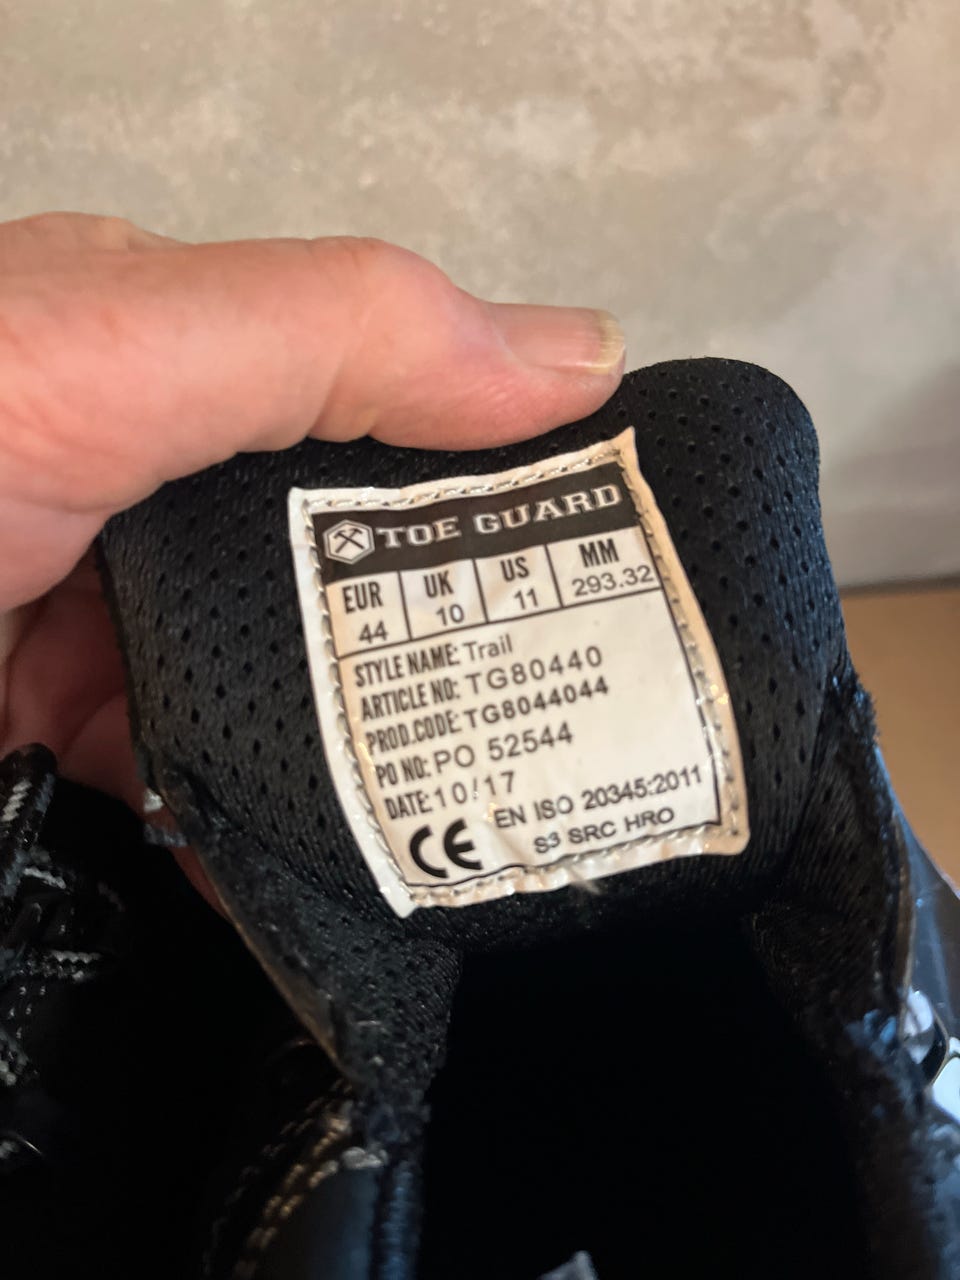 TOE GUARD
EUR UK US MM
44 10 11 293.32
STYLE NAME: Trail
ARTICLE NO: TG80440
PROD.CODE: TG8044044
PO NO: PO 52544
DATE: 10/17
EN ISO 20345:2011
CE S3 SRC HRO